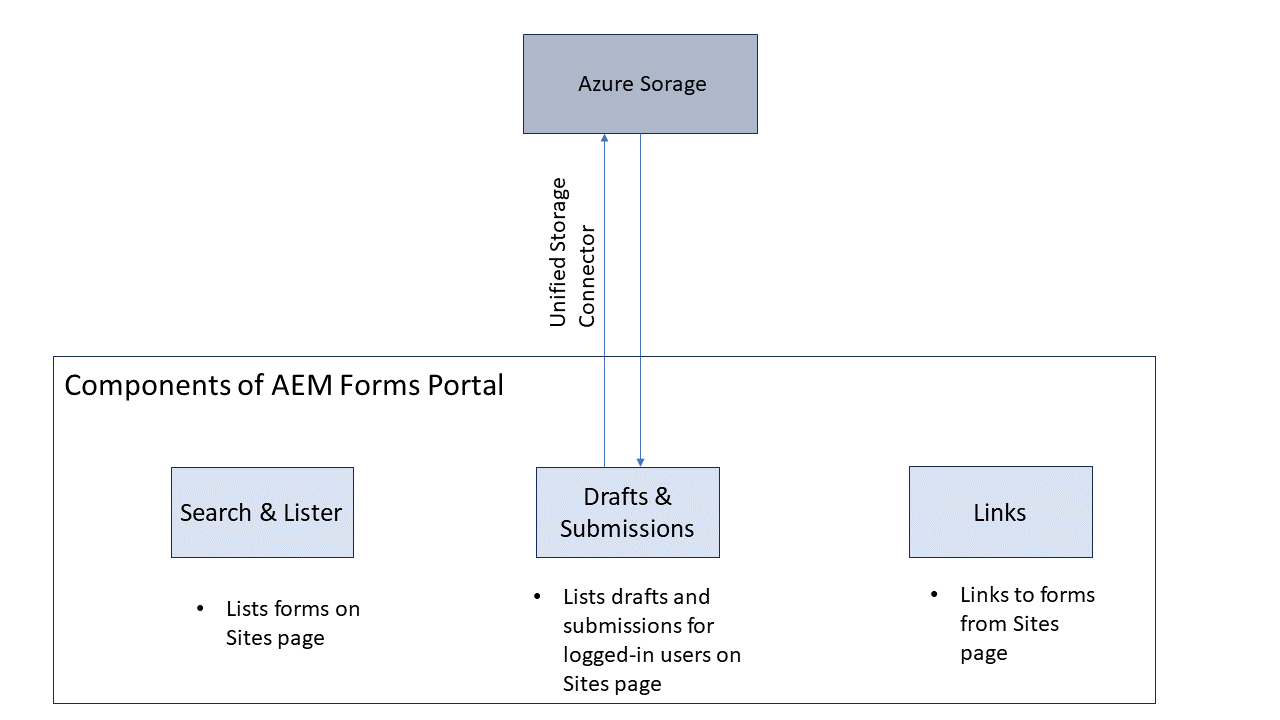 Azure Sorage
Unified Storage
Connector
Components of AEM Forms Portal
Search & Lister
Drafts &
Submissions
Links
• Lists forms on
Sites page
• Lists drafts and
submissions for
logged-in users on
Sites page
• Links to forms
from Sites
page